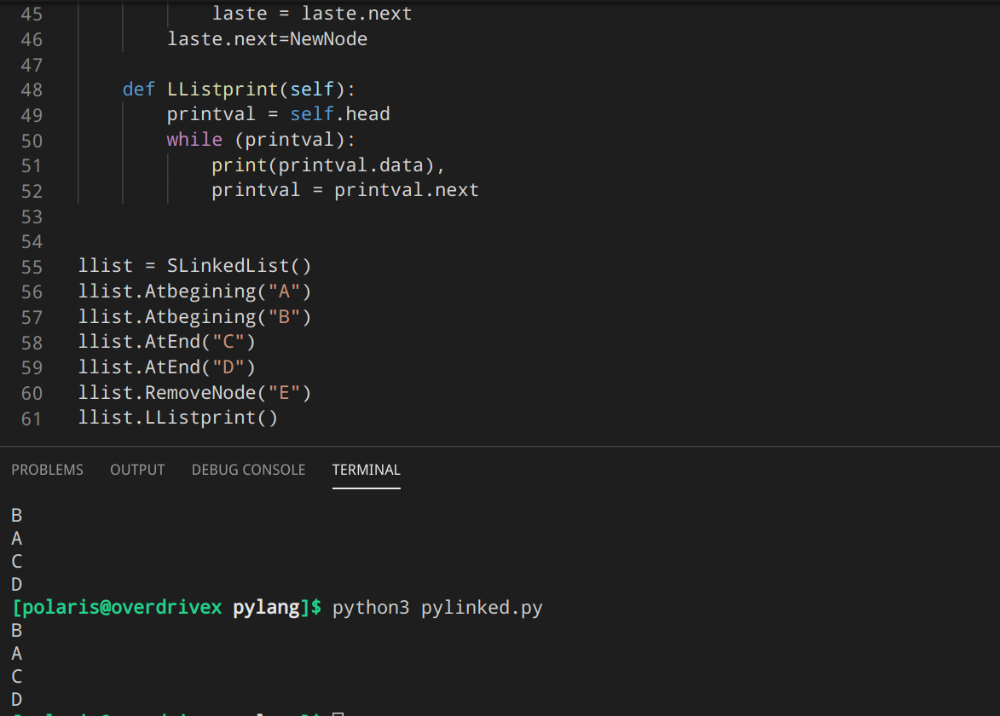 45 laste = laste.next
46 laste.next=NewNode
47
48 def LListprint(self):
49 printval = self.head
50 while (printval):
51 print(printval.data),
52 printval = printval.next
53
54
55 llist = SLinkedList()
56 llist.Atbegining("A")
57 llist.Atbegining("B")
58 llist.AtEnd("C")
59 llist.AtEnd("D")
60 llist.RemoveNode("E")
61 llist.LListprint()
PROBLEMS OUTPUT DEBUG CONSOLE TERMINAL
B
A
C
D
[polaris@overdrivex pylang]$ python3 pylinked.py
B
A
C
D